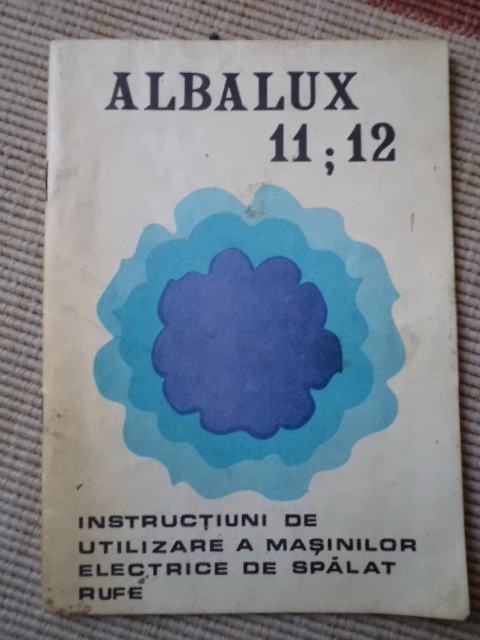 ALBALUX
11; 12
INSTRUCȚIUNI DE
UTILIZARE A MAȘINILOR
ELECTRICE DE SPĂLAT
RUFE